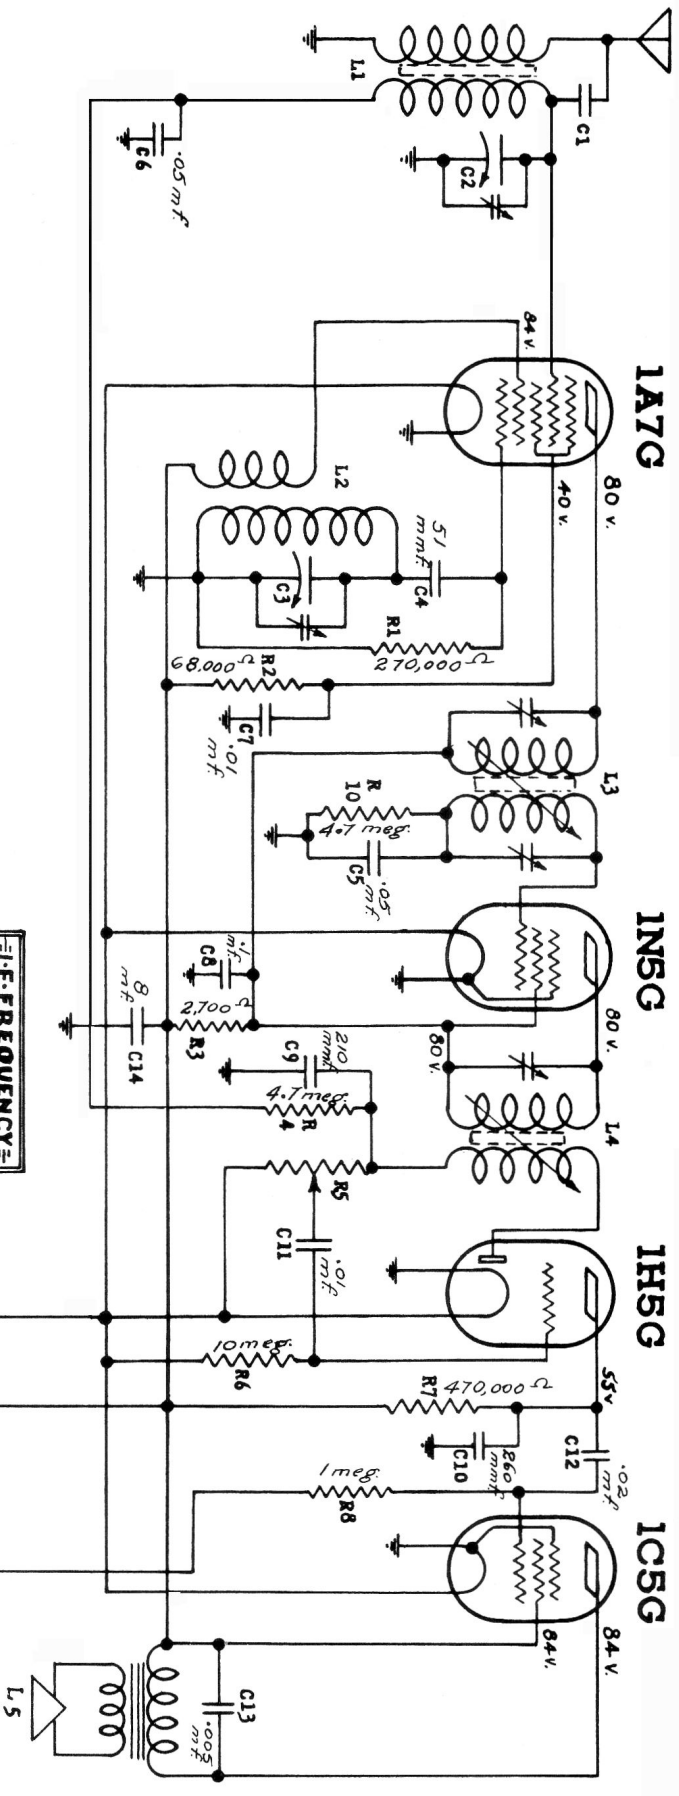 1A7G
1N5G
1H5G
1C5G
L1
C1
C2
C6
.05 mf.
84 v.
80 v.
40 v.
L2
51
mmf.
C4
C3
R1
270,000 Ω
68,000 Ω
R2
C7
.01
mf.
L3
R
10
4.7 meg.
C5
.05
mf.
80 v.
80 v.
C8
.1
mf.
2,700 Ω
R3
8
mf.
C14
L4
210
mmf.
C9
4.7 meg.
R
4
R5
C11
.01
mf.
10 meg.
R6
55 v
R7
470,000 Ω
C10
260
mmf.
C12
.02
mf.
1 meg.
R8
84 v.
84 v.
C13
.005
mf.
L5
=I·F·FREQUENCY=